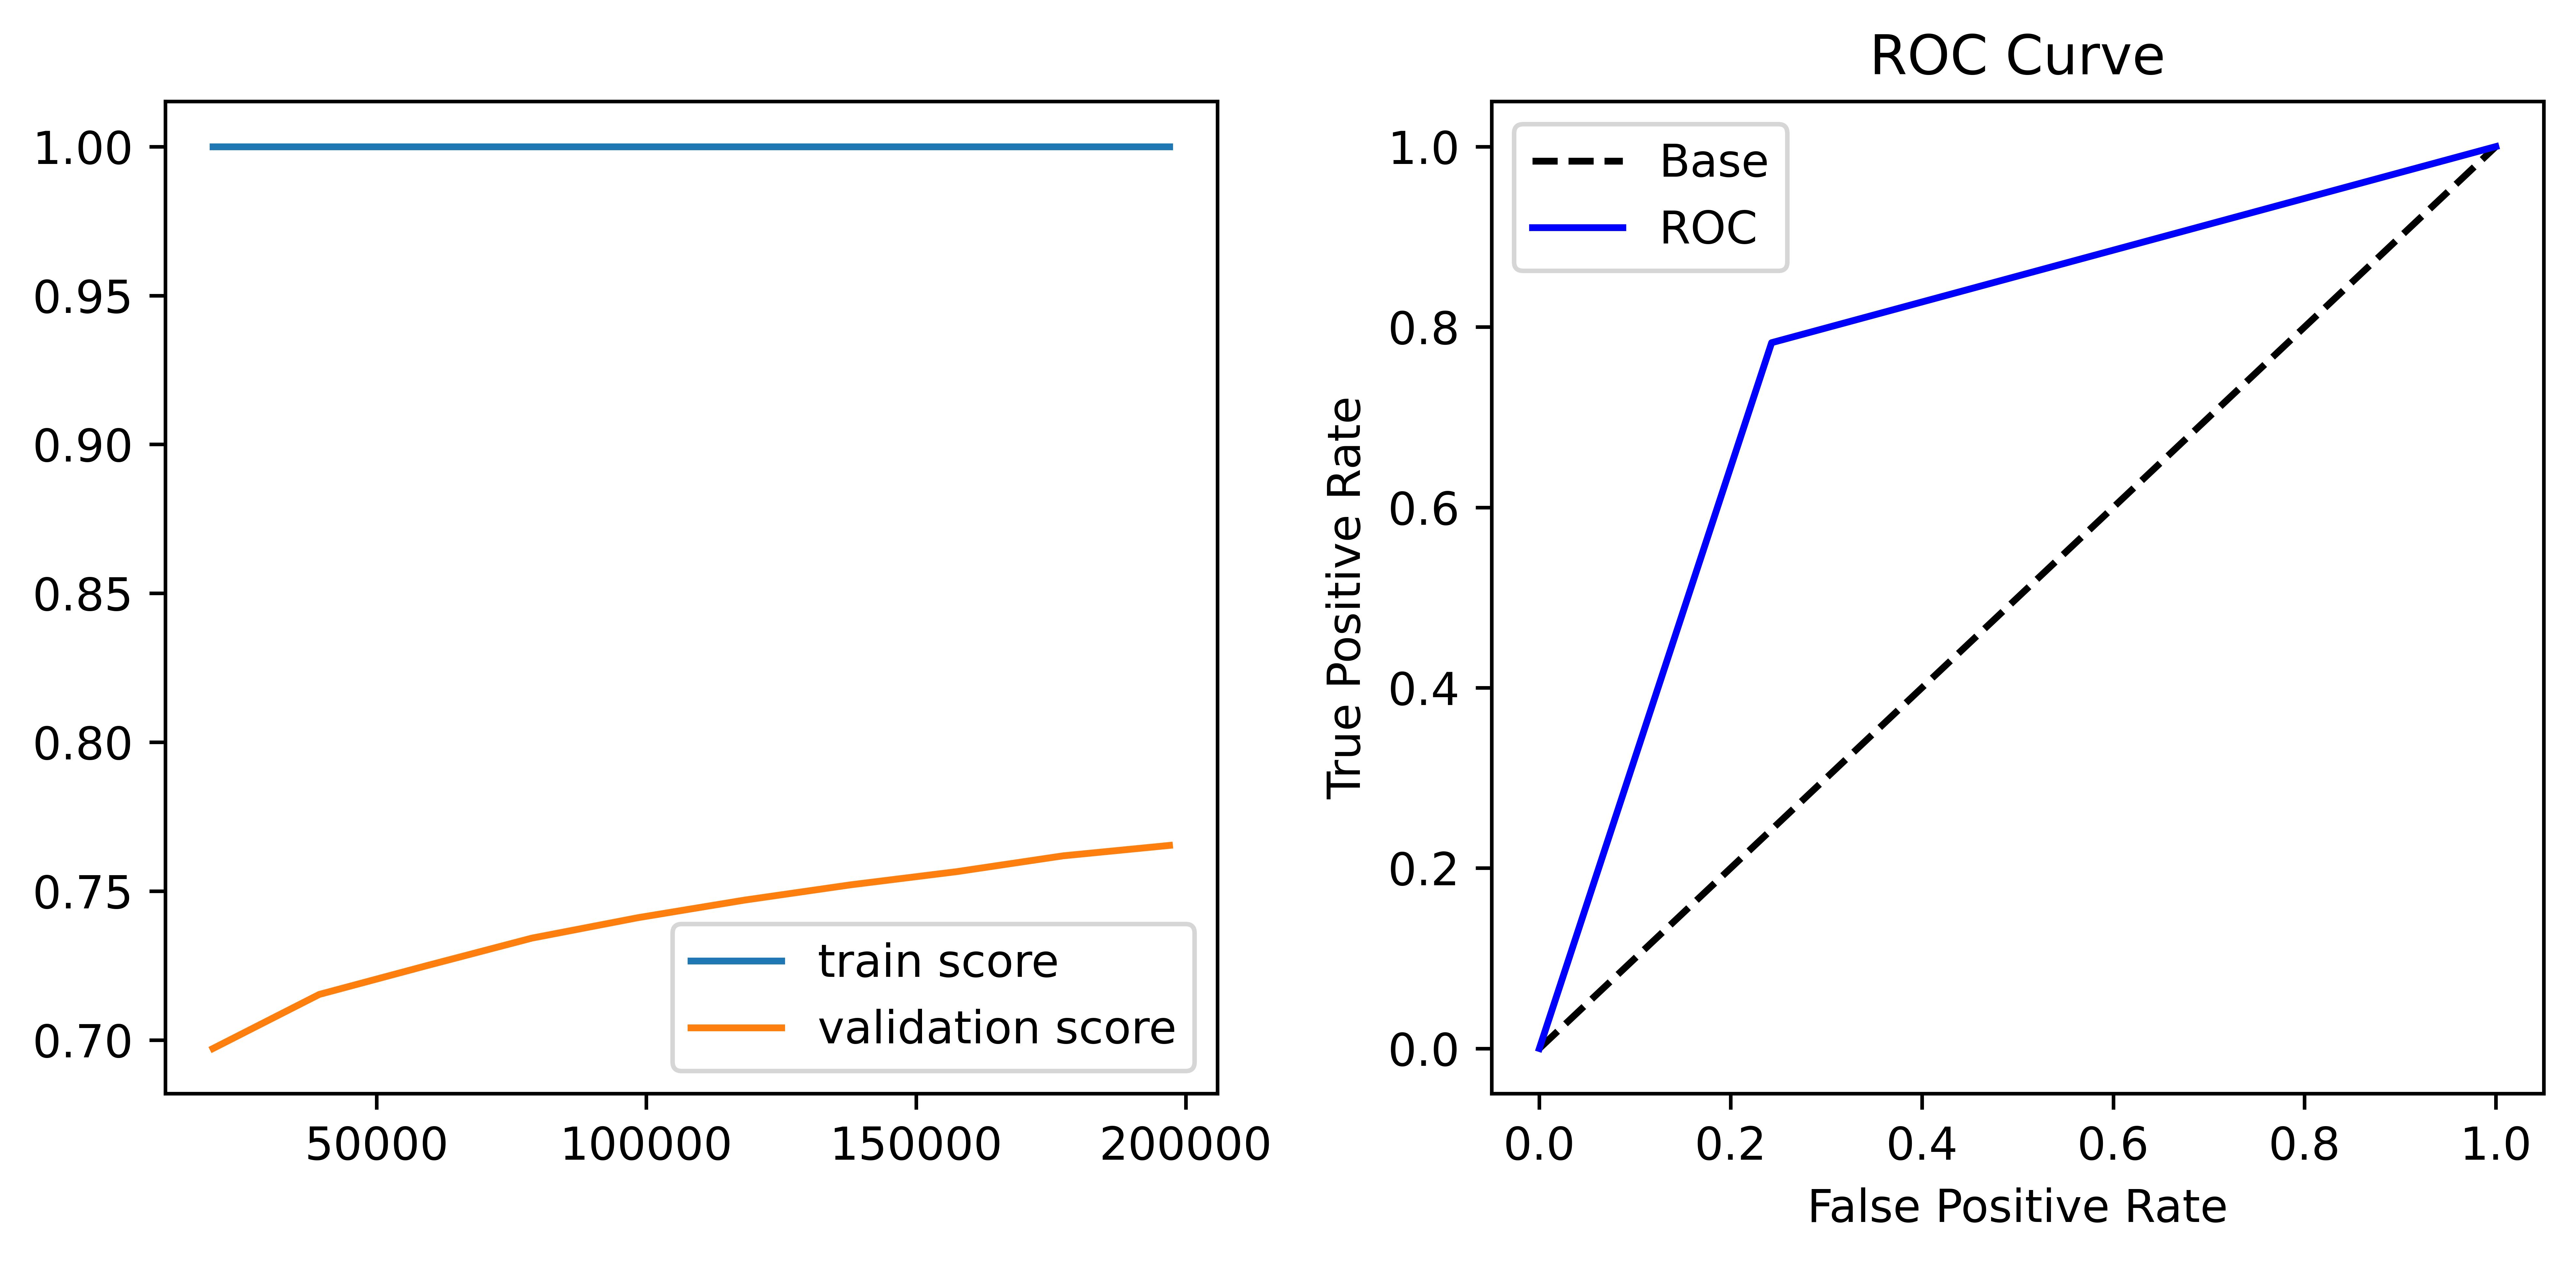 1.00
0.95
0.90
0.85
0.80
0.75
0.70
50000 100000 150000 200000
train score
validation score
ROC Curve
True Positive Rate
1.0
0.8
0.6
0.4
0.2
0.0
0.0 0.2 0.4 0.6 0.8 1.0
False Positive Rate
Base
ROC